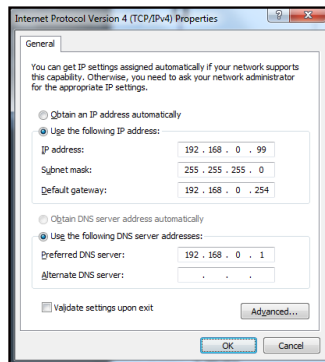 Internet Protocol Version 4 (TCP/IPv4) Properties
General
You can get IP settings assigned automatically if your network supports
this capability. Otherwise, you need to ask your network administrator
for the appropriate IP settings.
Obtain an IP address automatically
Use the following IP address:
IP address: 192 . 168 . 0 . 99
Subnet mask: 255 . 255 . 255 . 0
Default gateway: 192 . 168 . 0 . 254
Obtain DNS server address automatically
Use the following DNS server addresses:
Preferred DNS server: 192 . 168 . 0 . 1
Alternate DNS server: . . .
Validate settings upon exit
Advanced...
OK Cancel